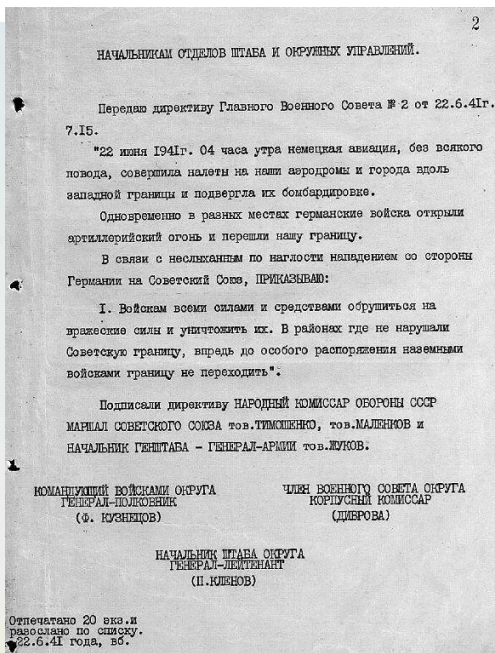 2
НАЧАЛЬНИКАМ ОТДЕЛОВ ШТАБА И ОКРУЖНЫХ УПРАВЛЕНИЙ.
Передаю директиву Главного Военного Совета № 2 от 22.6.41г.
7.15.
"22 июня 1941г. 04 часа утра немецкая авиация, без всякого
повода, совершила налеты на наши аэродромы и города вдоль
западной границы и подвергла их бомбардировке.
Одновременно в разных местах германские войска открыли
артиллерийский огонь и перешли нашу границу.
В связи с неслыханным по наглости нападением со стороны
Германии на Советский Союз, ПРИКАЗЫВАЮ:
I. Войскам всеми силами и средствами обрушиться на
вражеские силы и уничтожить их. В районах где не нарушали
Советскую границу, впредь до особого распоряжения наземными
войсками границу не переходить".
Подписали директиву НАРОДНЫЙ КОМИССАР ОБОРОНЫ СССР
МАРШАЛ СОВЕТСКОГО СОЮЗА тов.ТИМОШЕНКО, тов.МАЛЕНКОВ и
НАЧАЛЬНИК ГЕНШТАБА - ГЕНЕРАЛ-АРМИИ тов.ЖУКОВ.
КОМАНДУЮЩИЙ ВОЙСКАМИ ОКРУГА
ГЕНЕРАЛ-ПОЛКОВНИК
(Ф. КУЗНЕЦОВ)
ЧЛЕН ВОЕННОГО СОВЕТА ОКРУГА
КОРПУСНЫЙ КОМИССАР
(ДИБРОВА)
НАЧАЛЬНИК ШТАБА ОКРУГА
ГЕНЕРАЛ-ЛЕЙТЕНАНТ
(П.КЛЕНОВ)
Отпечатано 20 экз.и
разослано по списку.
22.6.41 года, вб.